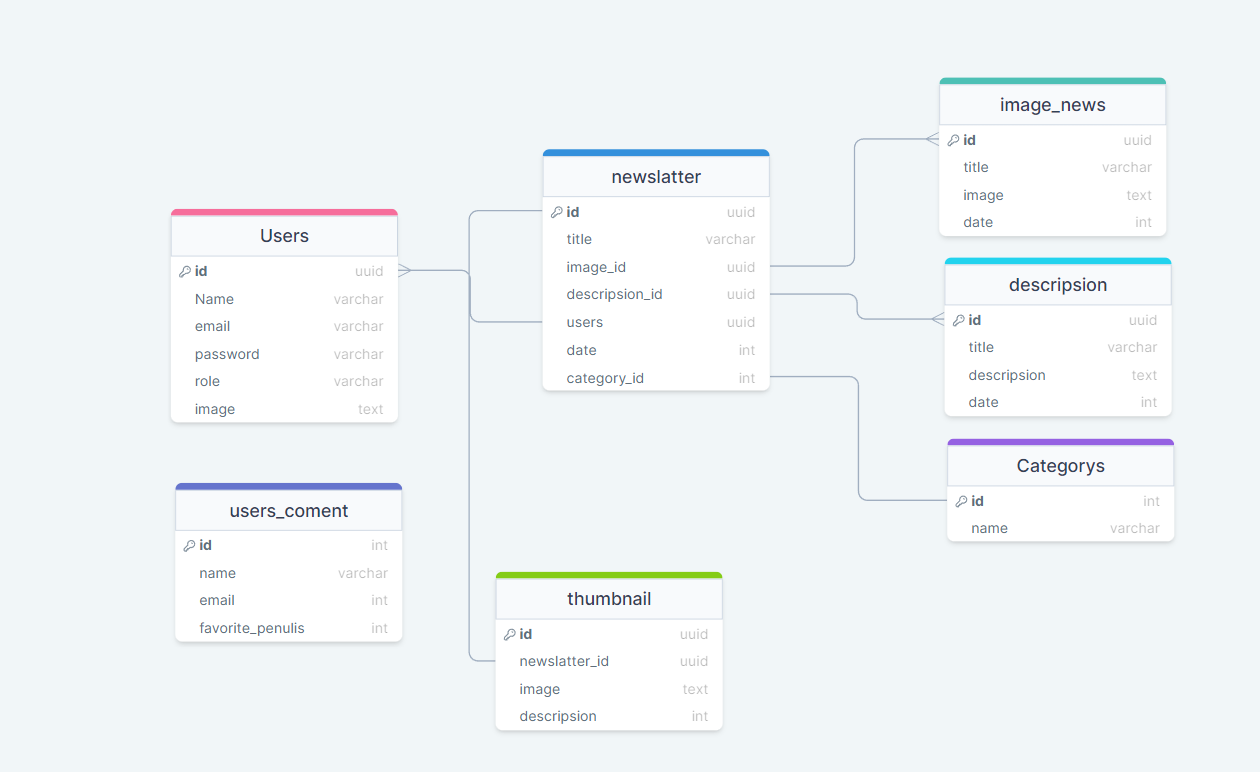 Users
id uuid
Name varchar
email varchar
password varchar
role varchar
image text
users_coment
id int
name varchar
email int
favorite_penulis int
newslatter
id uuid
title varchar
image_id uuid
descripsion_id uuid
users uuid
date int
category_id int
thumbnail
id uuid
newslatter_id uuid
image text
descripsion int
image_news
id uuid
title varchar
image text
date int
descripsion
id uuid
title varchar
descripsion text
date int
Categorys
id int
name varchar